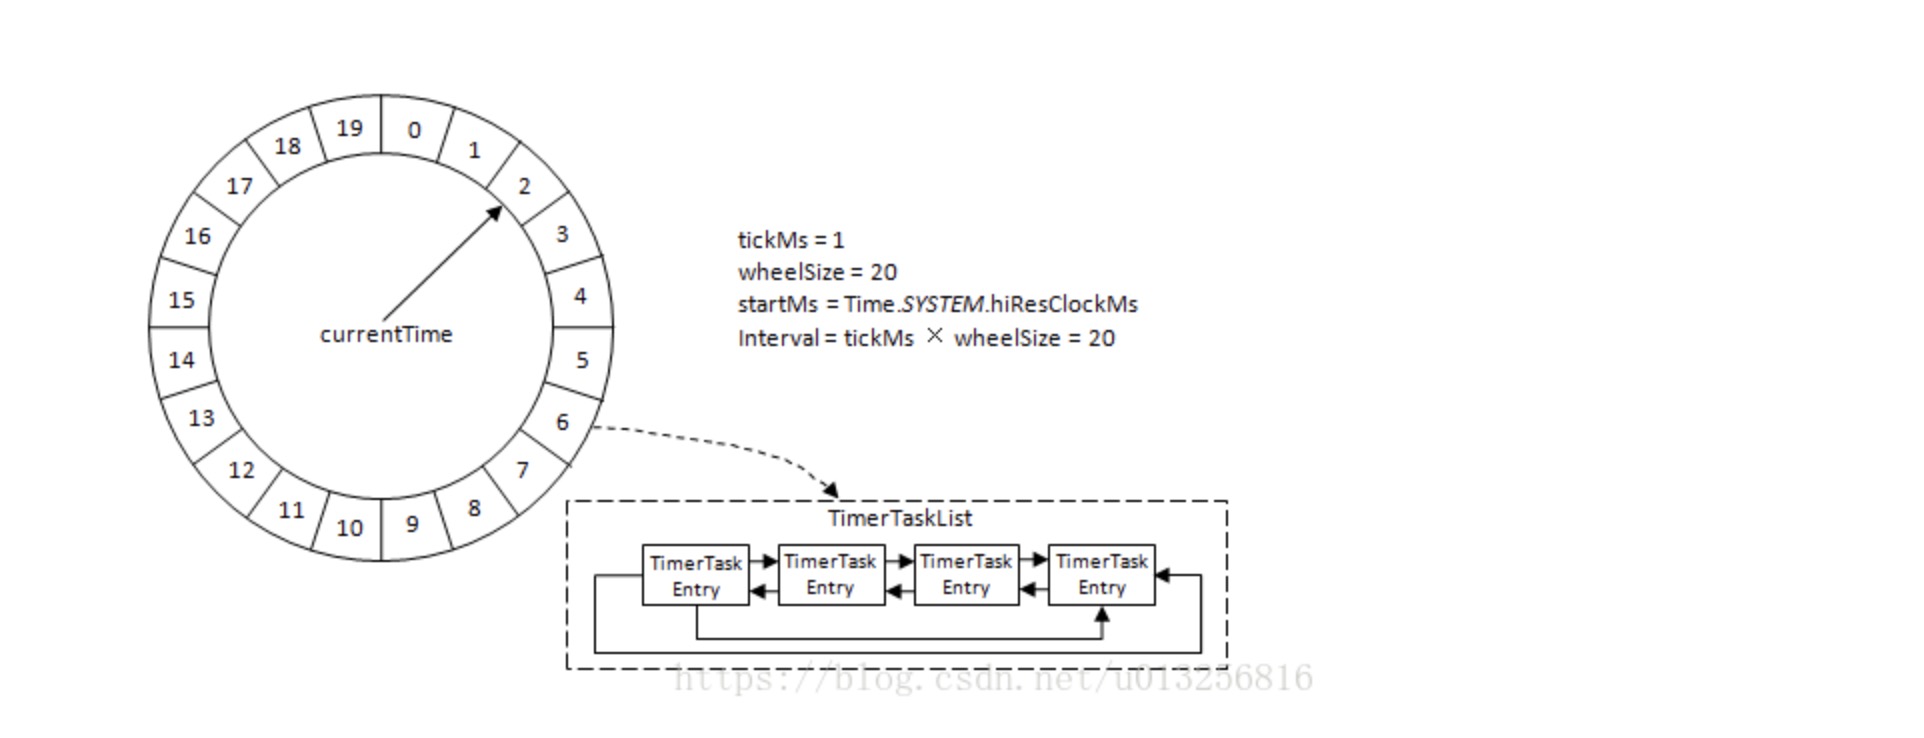 0
1
2
3
4
5
6
7
8
9
10
11
12
13
14
15
16
17
18
19
currentTime
tickMs = 1
wheelSize = 20
startMs = Time.SYSTEM.hiResClockMs
Interval = tickMs × wheelSize = 20
TimerTaskList
TimerTask
Entry
TimerTask
Entry
TimerTask
Entry
TimerTask
Entry
https://blog.csdn.net/u013256816